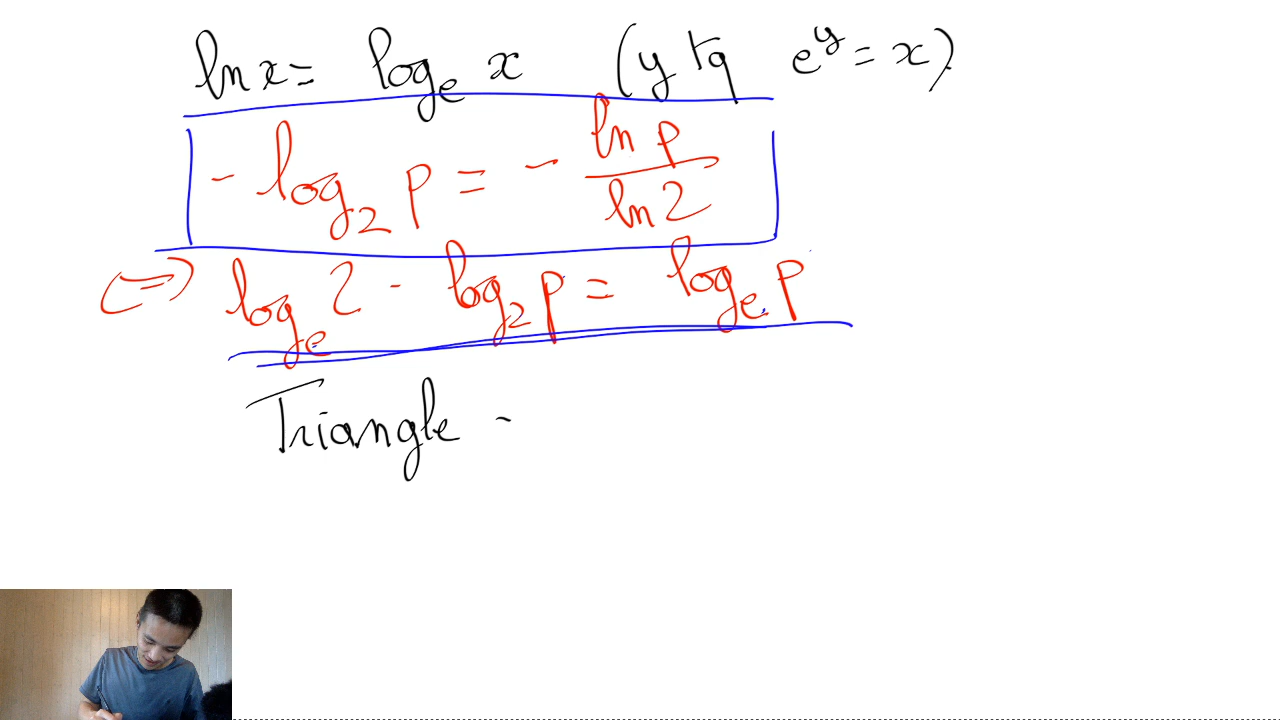 ln x = log_e x (y tq e^y = x)
- log_2 p = - ln p / ln 2
<=> log_e 2 · log_2 p = log_e p
Triangle -